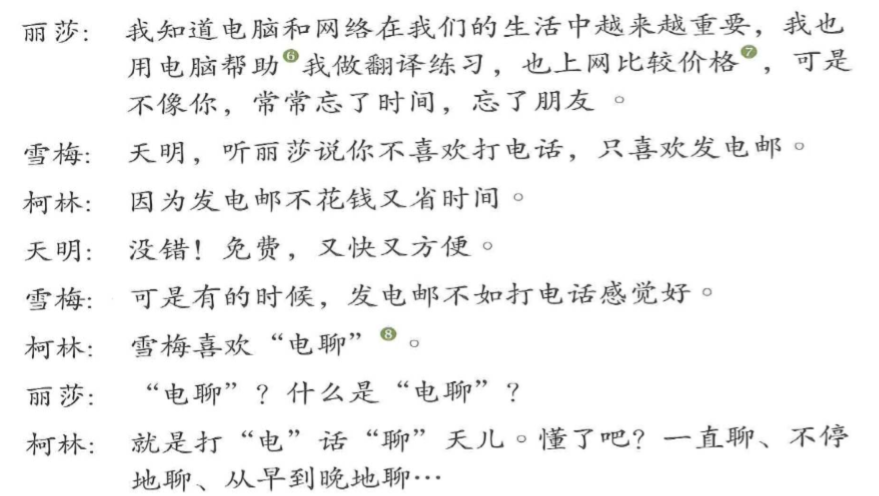 丽莎： 我知道电脑和网络在我们的生活中越来越重要，我也
用电脑帮助❻我做翻译练习，也上网比较价格❼，可是
不像你，常常忘了时间，忘了朋友。
雪梅： 天明，听丽莎说你不喜欢打电话，只喜欢发电邮。
柯林： 因为发电邮不花钱又省时间。
天明： 没错！免费，又快又方便。
雪梅： 可是有的时候，发电邮不如打电话感觉好。
柯林： 雪梅喜欢“电聊”❽。
丽莎： “电聊”？什么是“电聊”？
柯林： 就是打“电”话“聊”天儿。懂了吧？一直聊、不停
地聊、从早到晚地聊…